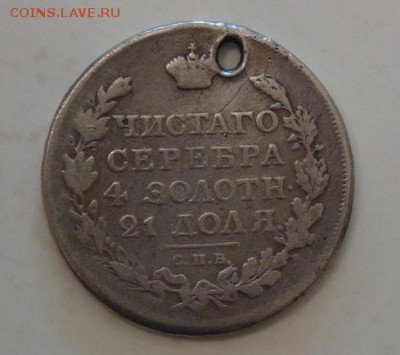 COINS.LAVE.RU
ЧИСТАГО
СЕРЕБРА
4 ЗОЛОТН.
21 ДОЛЯ
С.П.Б.